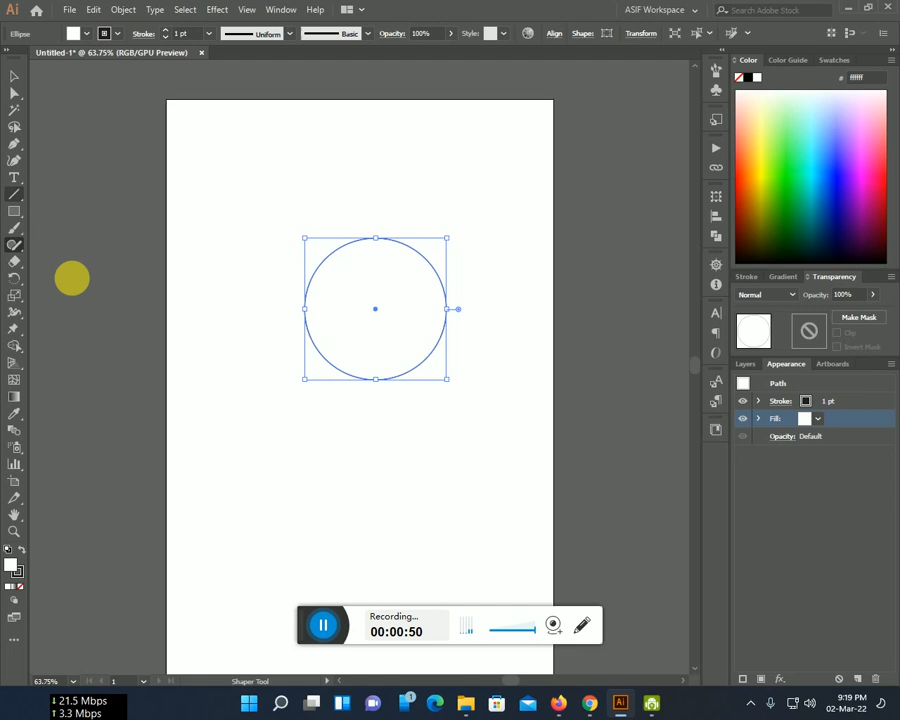 Ai File Edit Object Type Select Effect View Window Help ASIF Workspace Search Adobe Stock
Ellipse Stroke: 1 pt Uniform Basic Opacity: 100% Style: Align Shape: Transform
Untitled-1* @ 63.75% (RGB/GPU Preview) ×
Color Color Guide Swatches
# ffffff
T
Stroke Gradient Transparency
Normal Opacity: 100%
Make Mask
Clip
Invert Mask
Layers Appearance Artboards
Path
Stroke: 1 pt
Fill:
Opacity: Default
fx.
Recording...
00:00:50
63.75% 1 Shaper Tool
21.5 Mbps
3.3 Mbps
1
Ai
9:19 PM
02-Mar-22